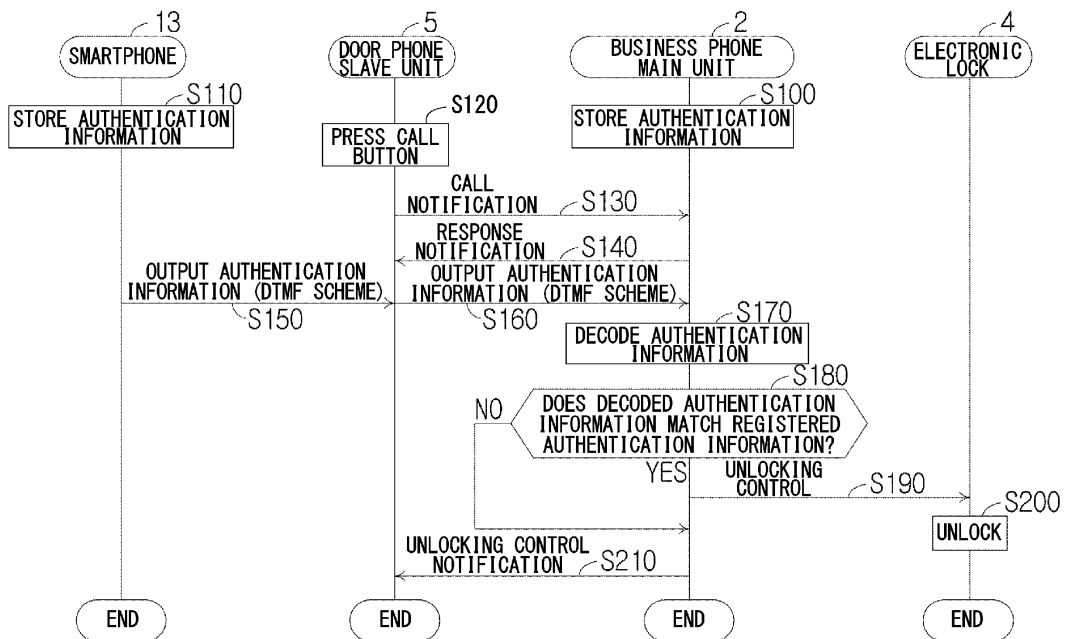 13
5
2
4
SMARTPHONE
DOOR PHONE
SLAVE UNIT
BUSINESS PHONE
MAIN UNIT
ELECTRONIC
LOCK
S110
STORE AUTHENTICATION
INFORMATION
S120
PRESS CALL
BUTTON
S100
STORE AUTHENTICATION
INFORMATION
CALL
NOTIFICATION
S130
RESPONSE
NOTIFICATION
S140
OUTPUT AUTHENTICATION
INFORMATION (DTMF SCHEME)
S150
OUTPUT AUTHENTICATION
INFORMATION (DTMF SCHEME)
S160
S170
DECODE AUTHENTICATION
INFORMATION
S180
NO
DOES DECODED AUTHENTICATION
INFORMATION MATCH REGISTERED
AUTHENTICATION INFORMATION?
YES
UNLOCKING
CONTROL
S190
S200
UNLOCK
UNLOCKING CONTROL
NOTIFICATION
S210
END
END
END
END